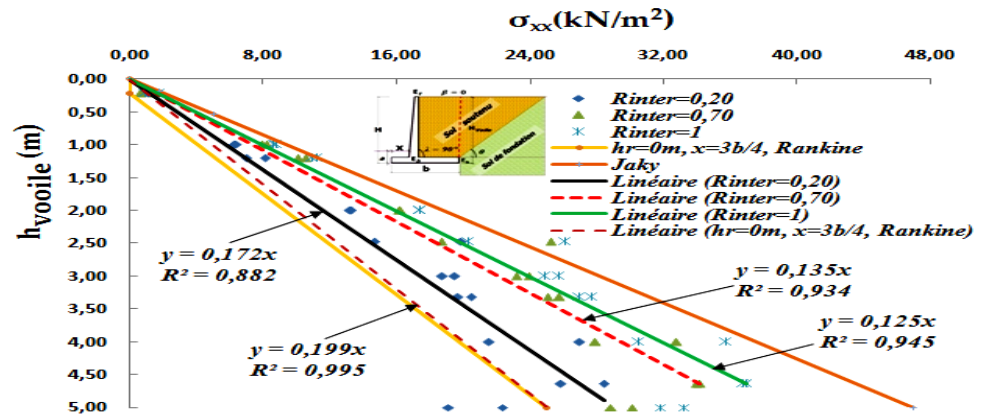 σxx(kN/m²)
0,00 8,00 16,00 24,00 32,00 40,00 48,00
hvooile (m)
0,00
0,50
1,00
1,50
2,00
2,50
3,00
3,50
4,00
4,50
5,00
β = 0
H
X
e
b
Sol soutenu
Sol de fondation
Rinter=0,20
Rinter=0,70
Rinter=1
hr=0m, x=3b/4, Rankine
Jaky
Linéaire (Rinter=0,20)
Linéaire (Rinter=0,70)
Linéaire (Rinter=1)
Linéaire (hr=0m, x=3b/4, Rankine)
y = 0,172x
R² = 0,882
y = 0,199x
R² = 0,995
y = 0,135x
R² = 0,934
y = 0,125x
R² = 0,945